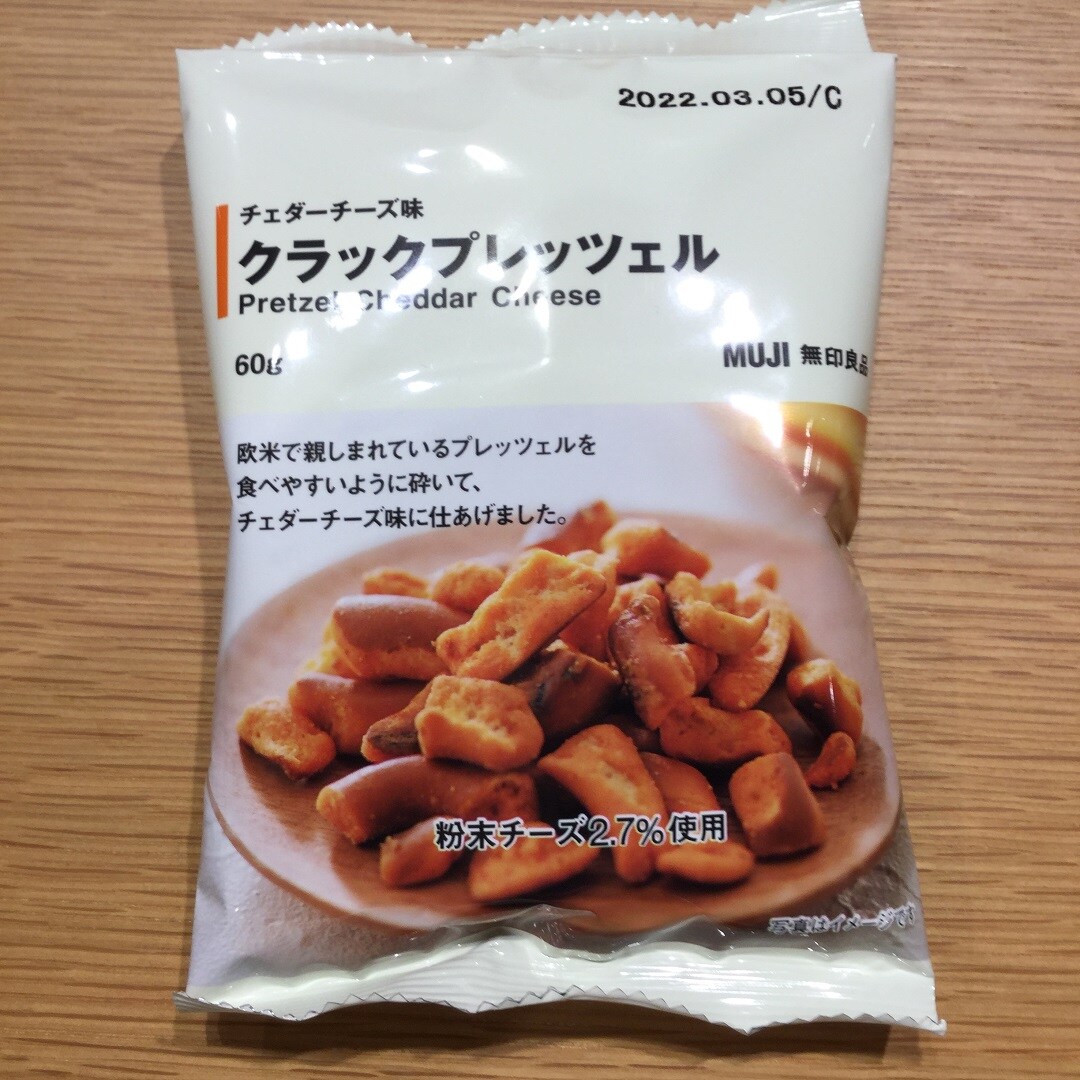 2022.03.05/C
チェダーチーズ味
クラックプレッツェル
Pretzel Cheddar Cheese
60g
MUJI 無印良品
欧米で親しまれているプレッツェルを
食べやすいように砕いて、
チェダーチーズ味に仕あげました。
粉末チーズ2.7%使用
写真はイメージです